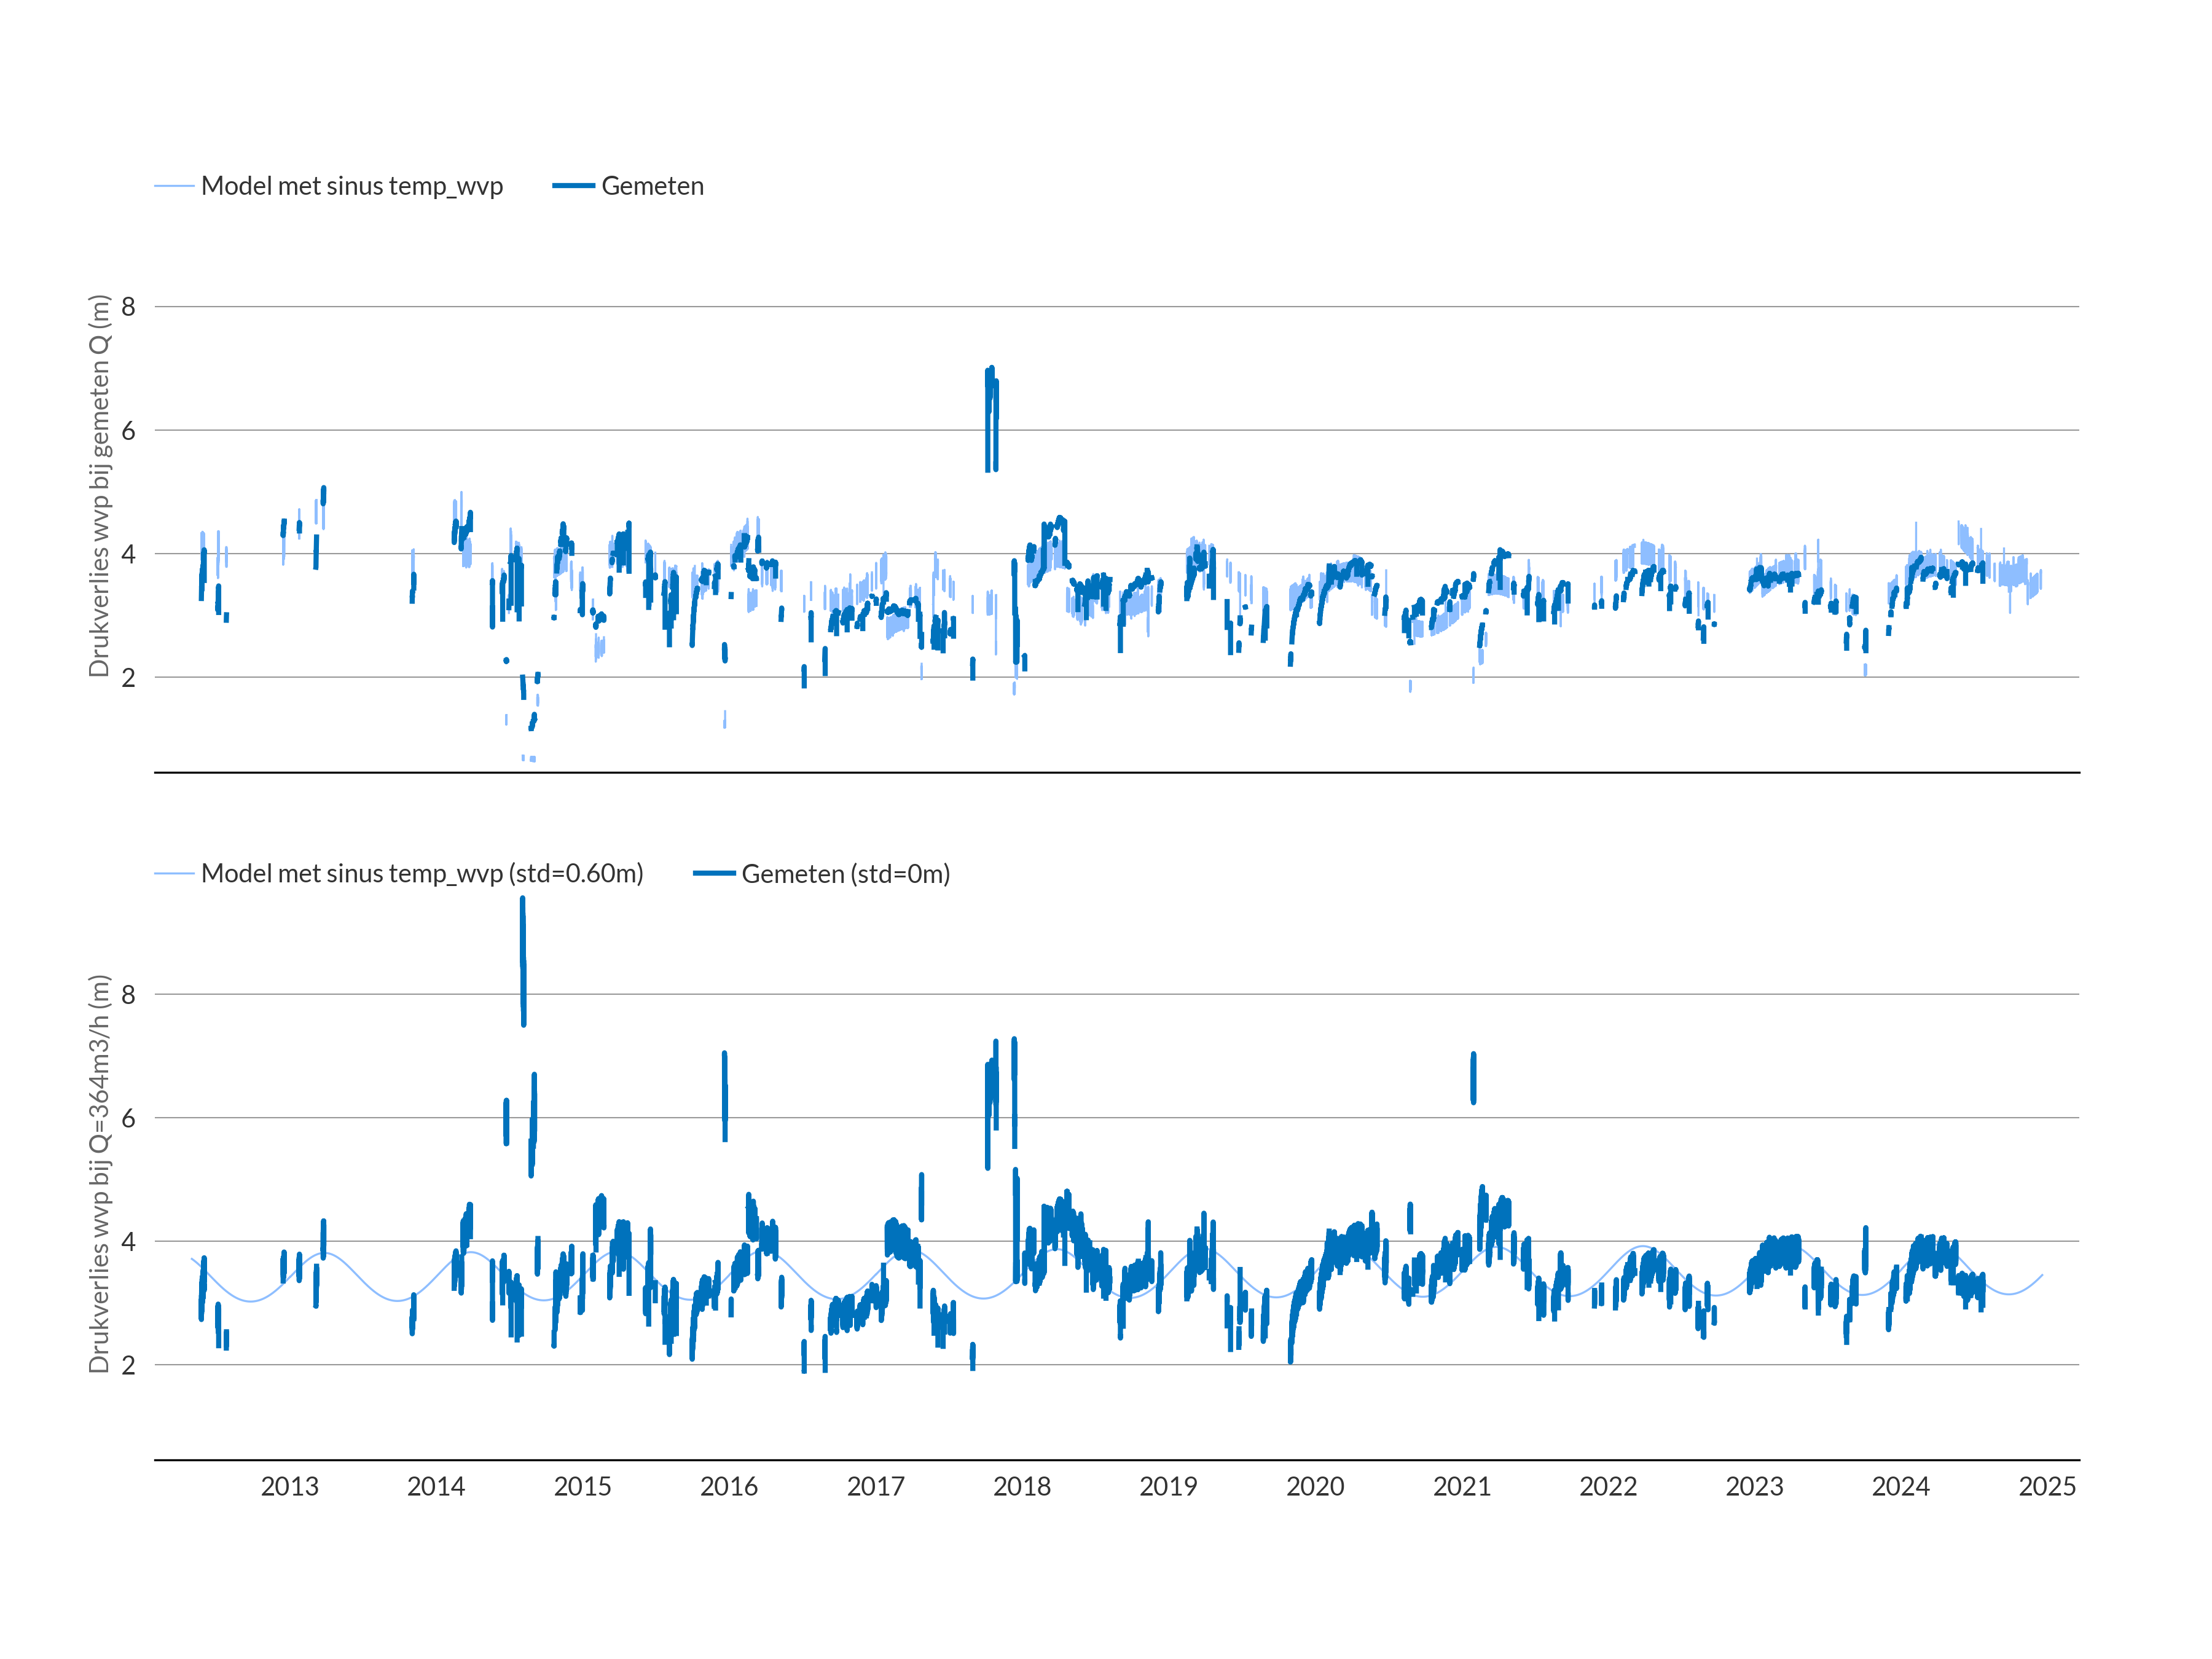 Model met sinus temp_wvp Gemeten
Drukverlies wvp bij gemeten Q (m)
8
6
4
2
Model met sinus temp_wvp (std=0.60m) Gemeten (std=0m)
Drukverlies wvp bij Q=364m3/h (m)
8
6
4
2
2013 2014 2015 2016 2017 2018 2019 2020 2021 2022 2023 2024 2025